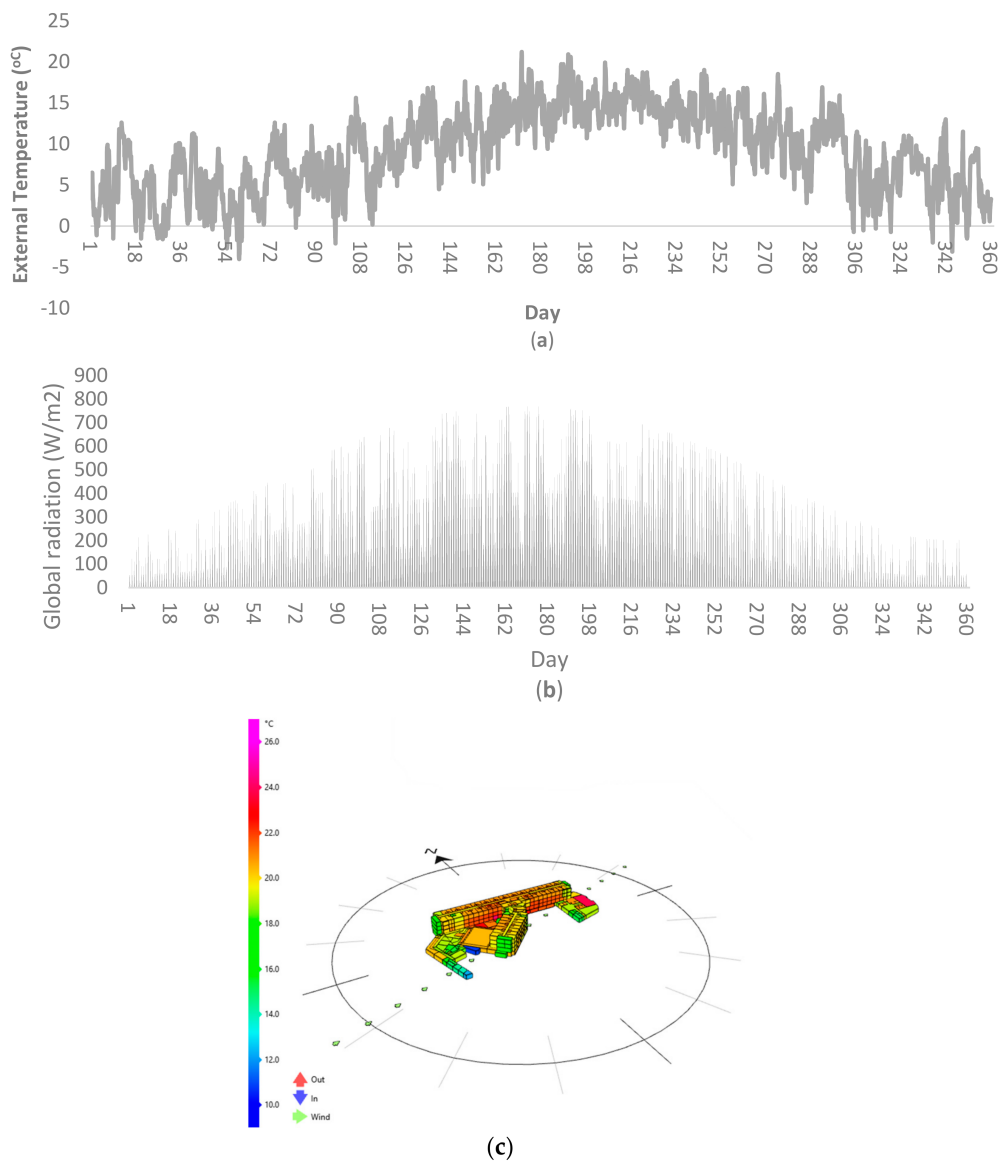 25
20
15
10
5
0
-5
-10
External Temperature (ºC)
1 18 36 54 72 90 108 126 144 162 180 198 216 234 252 270 288 306 324 342 360
Day
(a)
900
800
700
600
500
400
300
200
100
0
Global radiation (W/m2)
1 18 36 54 72 90 108 126 144 162 180 198 216 234 252 270 288 306 324 342 360
Day
(b)
°C
26.0
24.0
22.0
20.0
18.0
16.0
14.0
12.0
10.0
N
Out
In
Wind
(c)